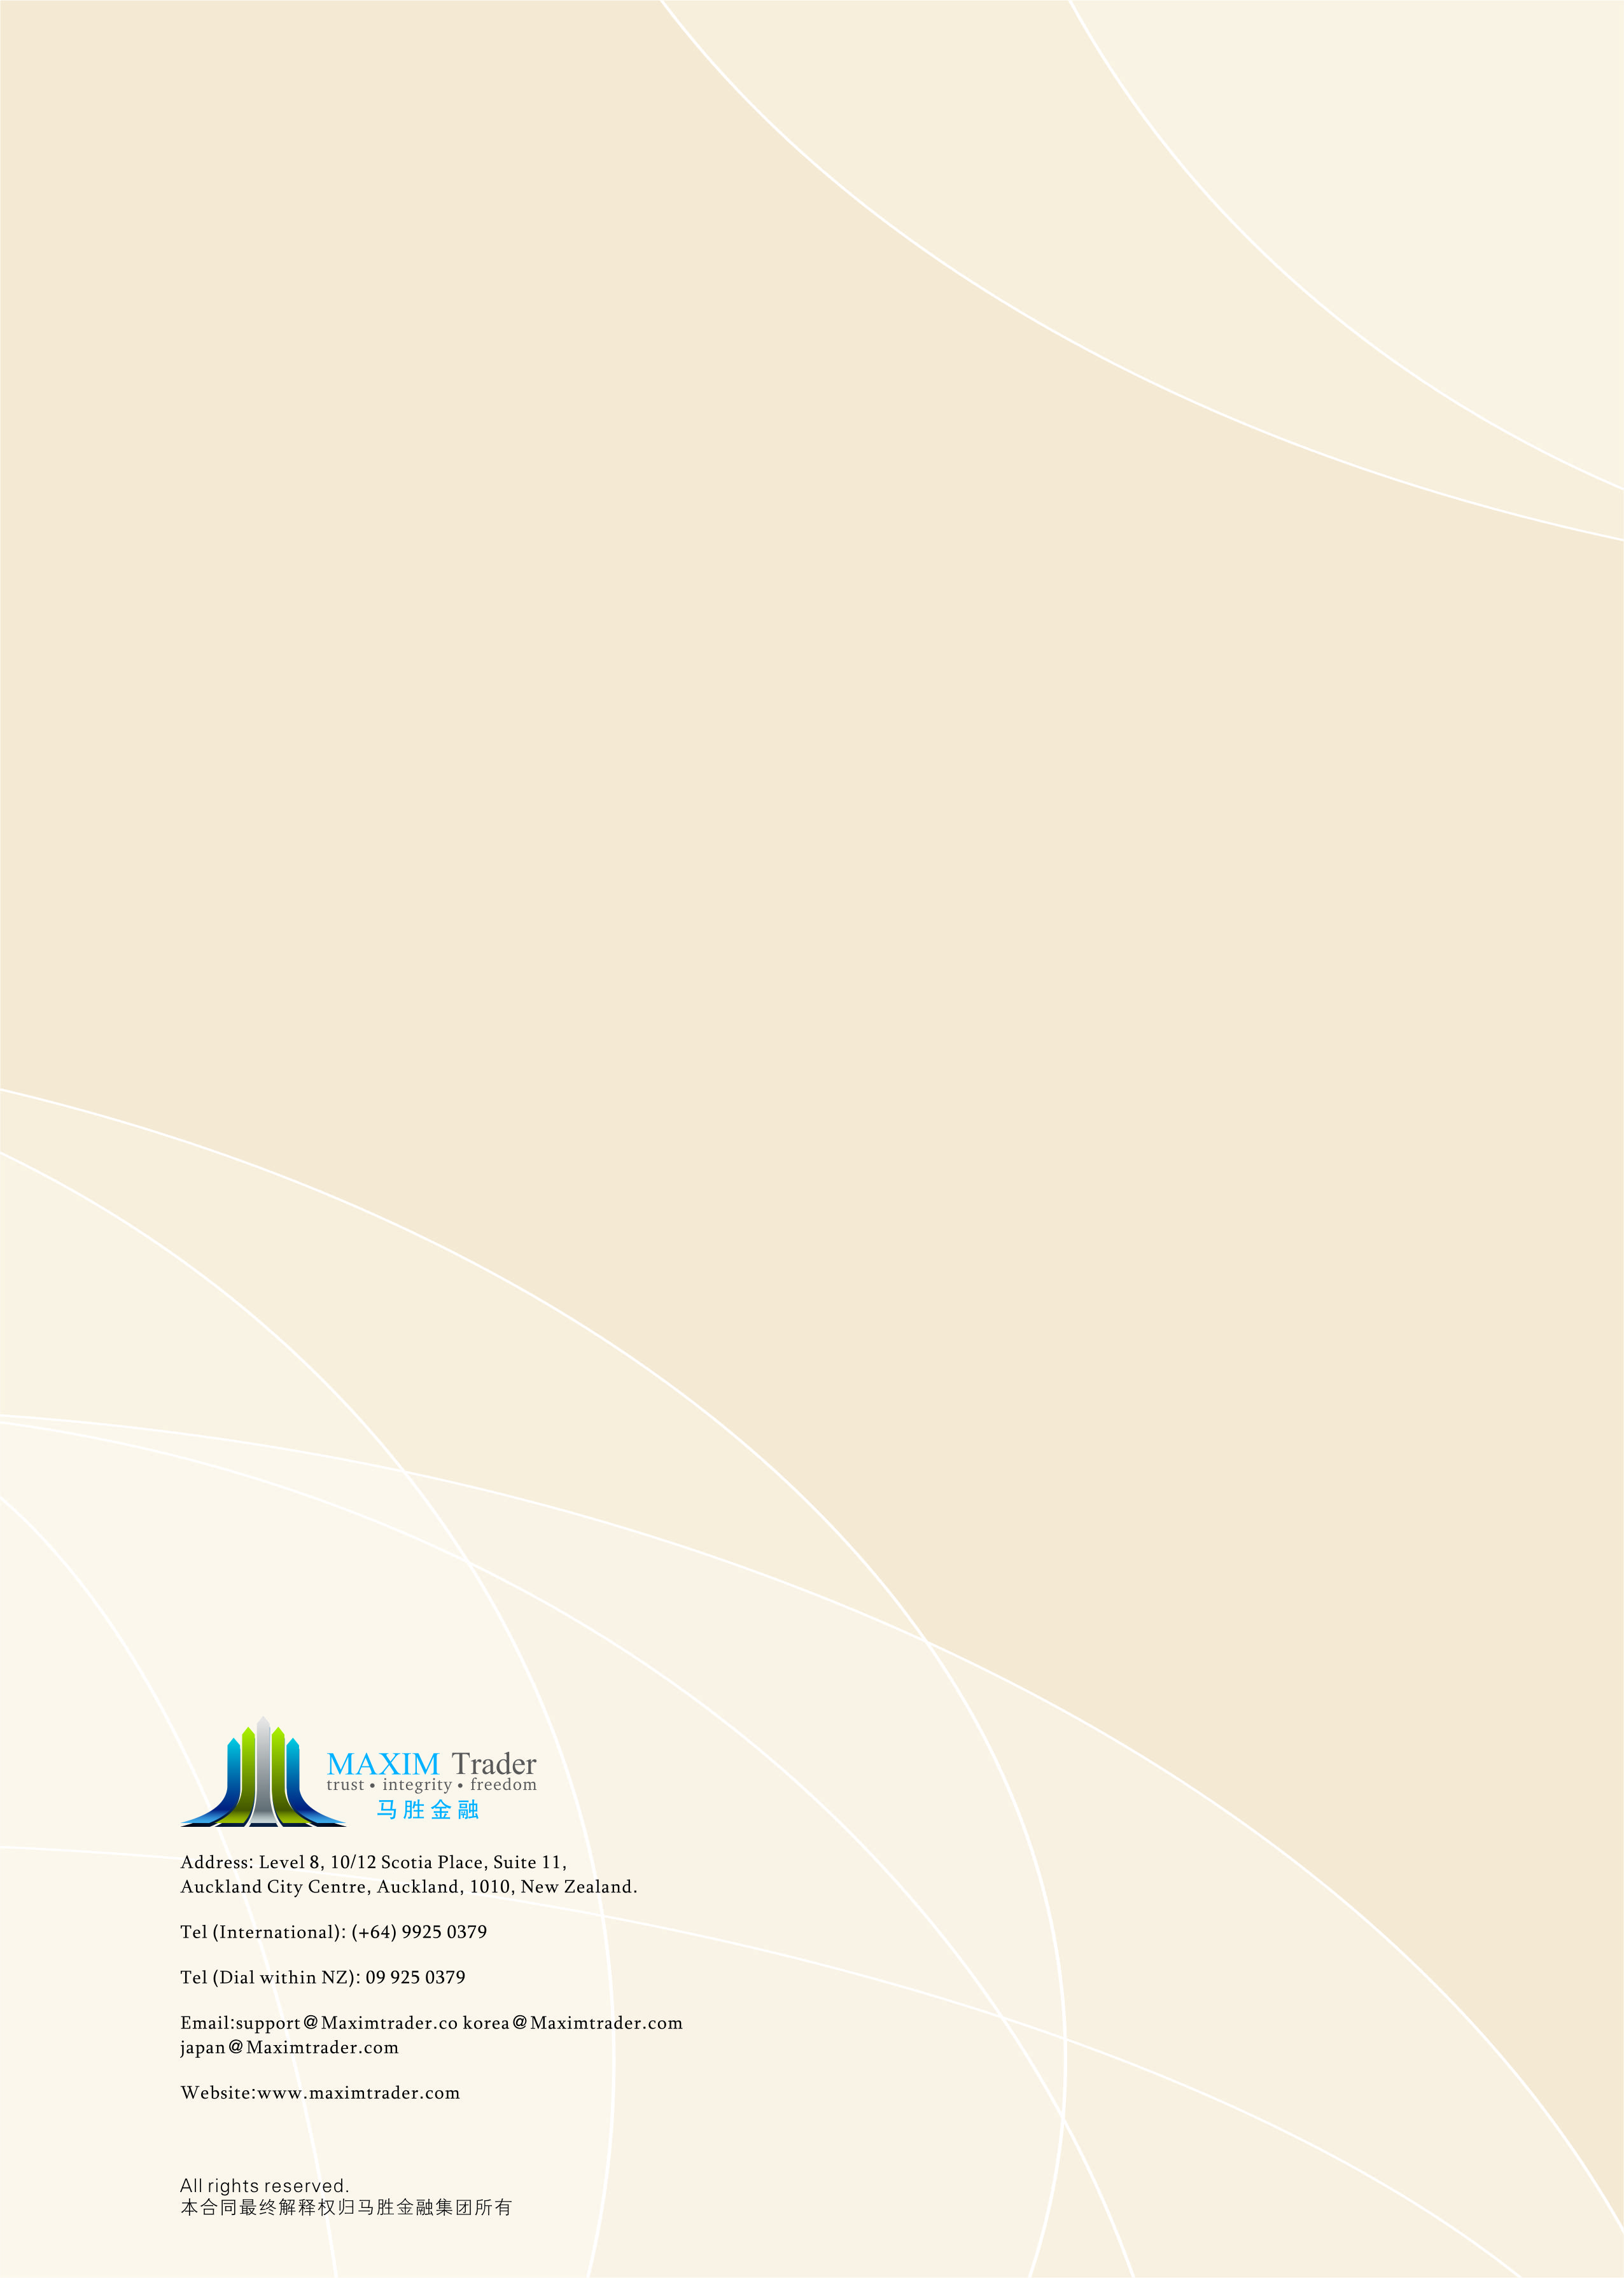 MAXIM Trader
trust • integrity • freedom
马胜金融
Address: Level 8, 10/12 Scotia Place, Suite 11,
Auckland City Centre, Auckland, 1010, New Zealand.
Tel (International): (+64) 9925 0379
Tel (Dial within NZ): 09 925 0379
Email:support@Maximtrader.co korea@Maximtrader.com
japan@Maximtrader.com
Website:www.maximtrader.com
All rights reserved.
本合同最终解释权归马胜金融集团所有